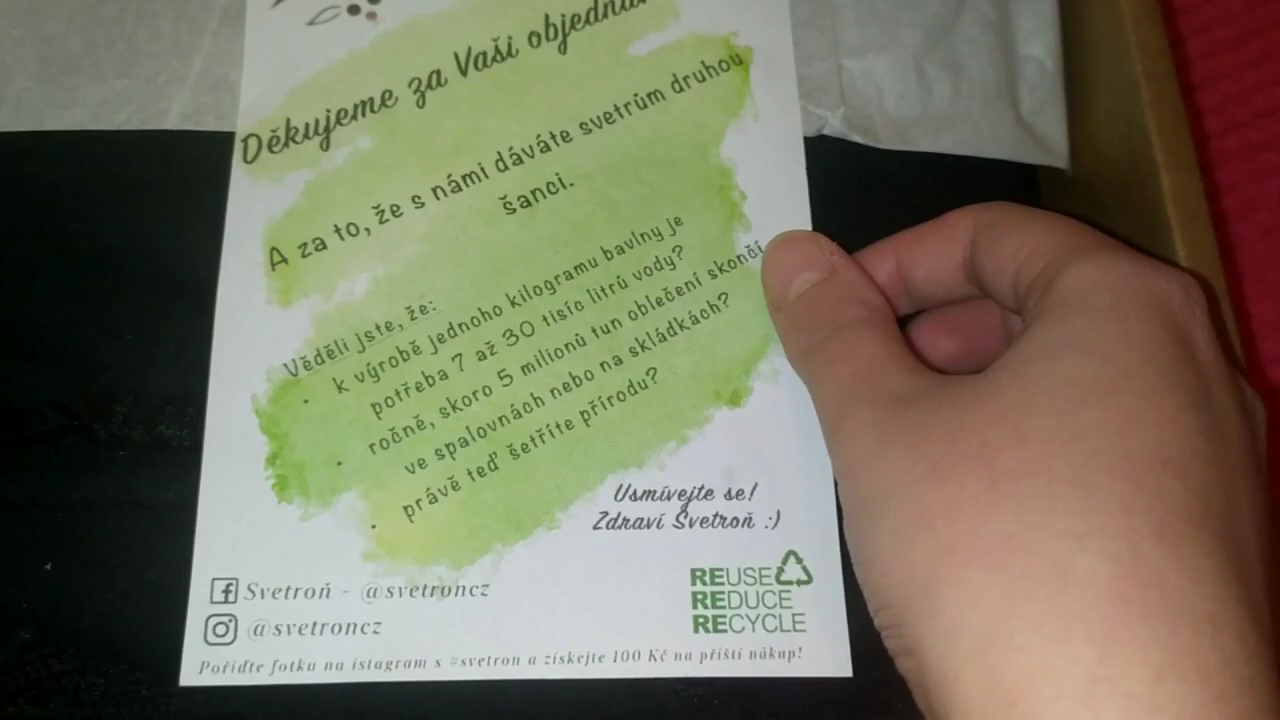 Děkujeme za Vaši
A za to, že s námi dáváte svetrům druhou
šanci.
Věděli jste, že:
• k výrobě jednoho kilogramu bavlny je
potřeba 7 až 30 tisíc litrů vody?
• ročně, skoro 5 milionů tun oblečení skončí
ve spalovnách nebo na skládkách?
• právě teď šetříte přírodu?
Usmívejte se!
Zdraví Svetroň :)
Svetroň - @svetroncz
@svetroncz
REUSE
REDUCE
RECYCLE
Pořiďte fotku na istagram s #svetron a získejte 100 Kč na příští nákup!